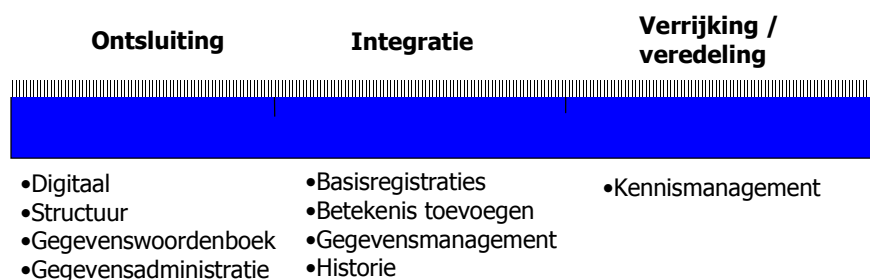 Ontsluiting
Integratie
Verrijking /
veredeling
•Digitaal
•Structuur
•Gegevenswoordenboek
•Gegevensadministratie
•Basisregistraties
•Betekenis toevoegen
•Gegevensmanagement
•Historie
•Kennismanagement